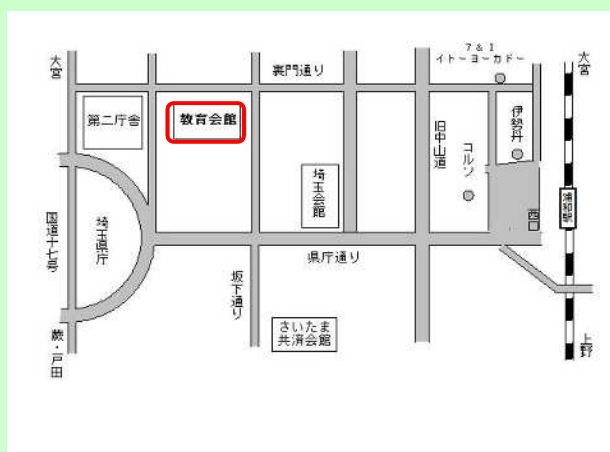 7&I
イトーヨーカドー
大宮
大宮
裏門通り
第二庁舎
教育会館
伊勢丹
旧中山道
コルソ
埼玉会館
浦和駅
西口
国道十七号
埼玉県庁
県庁通り
坂下通り
さいたま
共済会館
蕨・戸田
上野